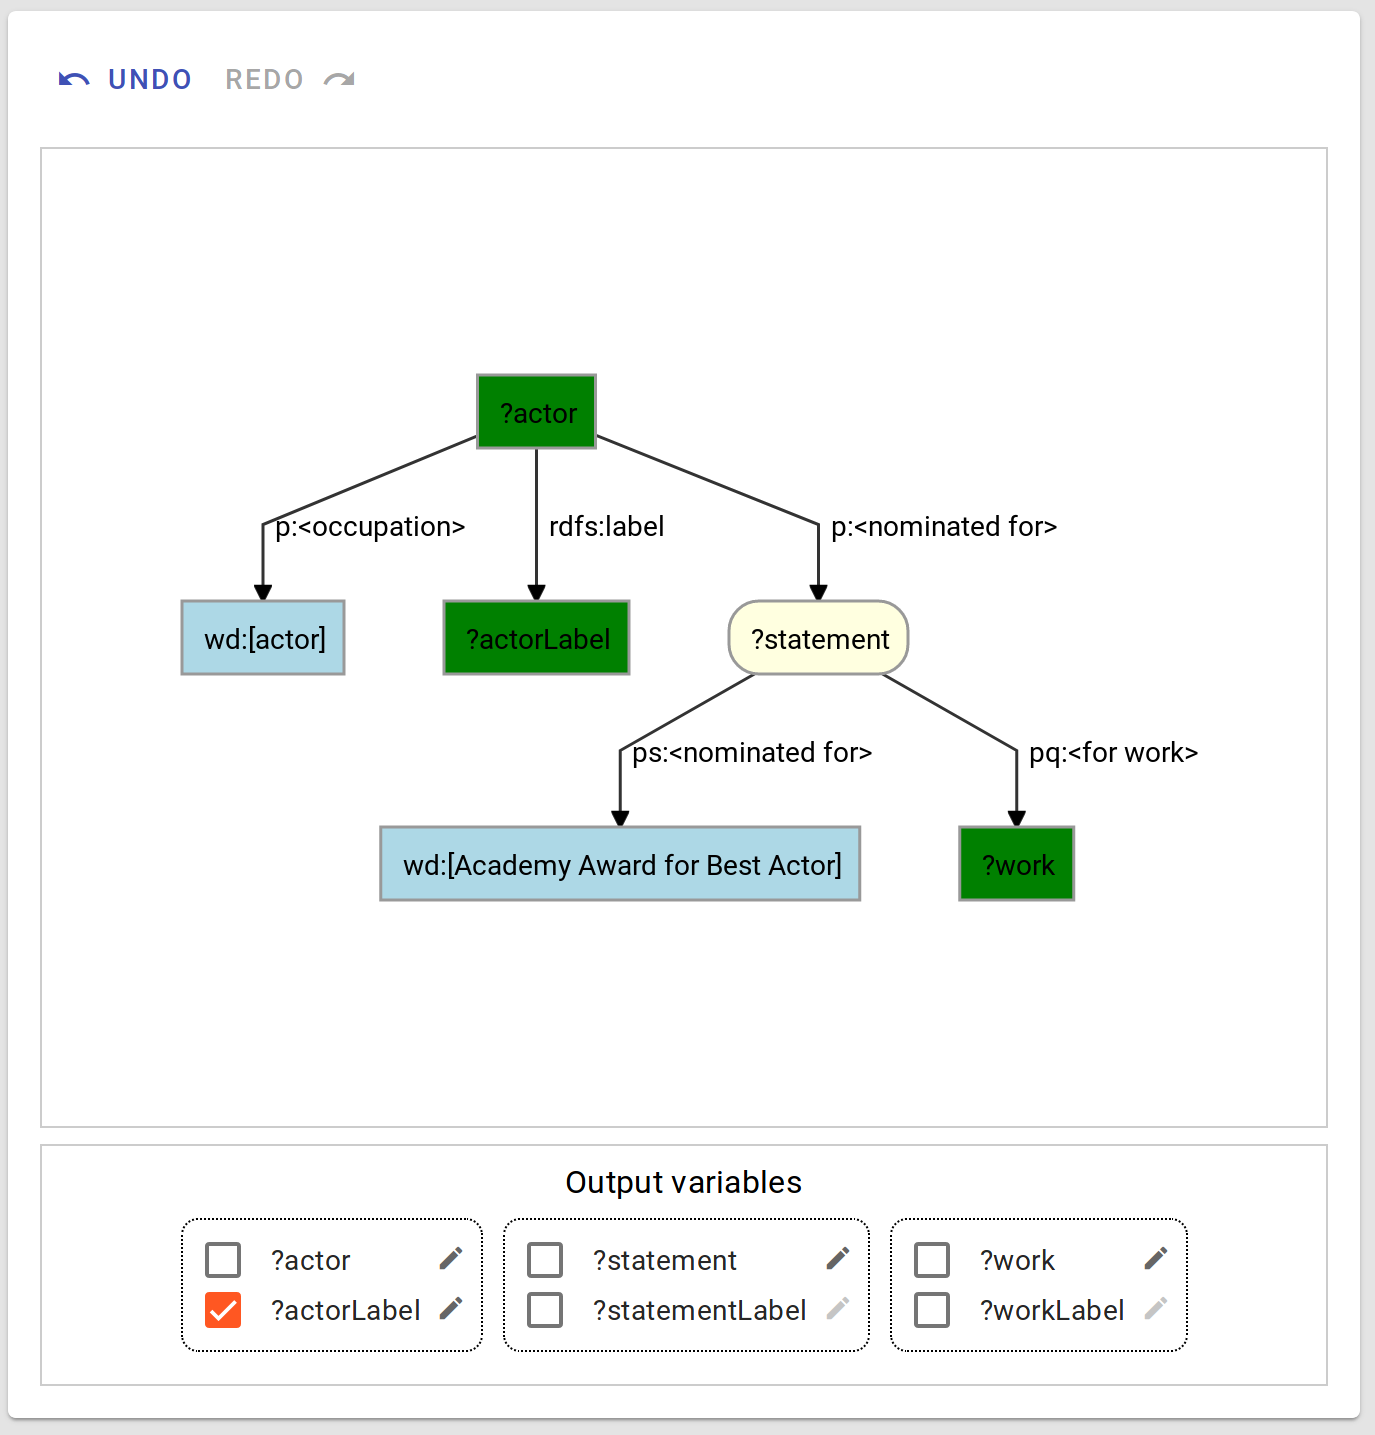 UNDO REDO
?actor
p:<occupation> rdfs:label p:<nominated for>
wd:[actor] ?actorLabel ?statement
ps:<nominated for> pq:<for work>
wd:[Academy Award for Best Actor] ?work
Output variables
?actor ?statement ?work
?actorLabel ?statementLabel ?workLabel